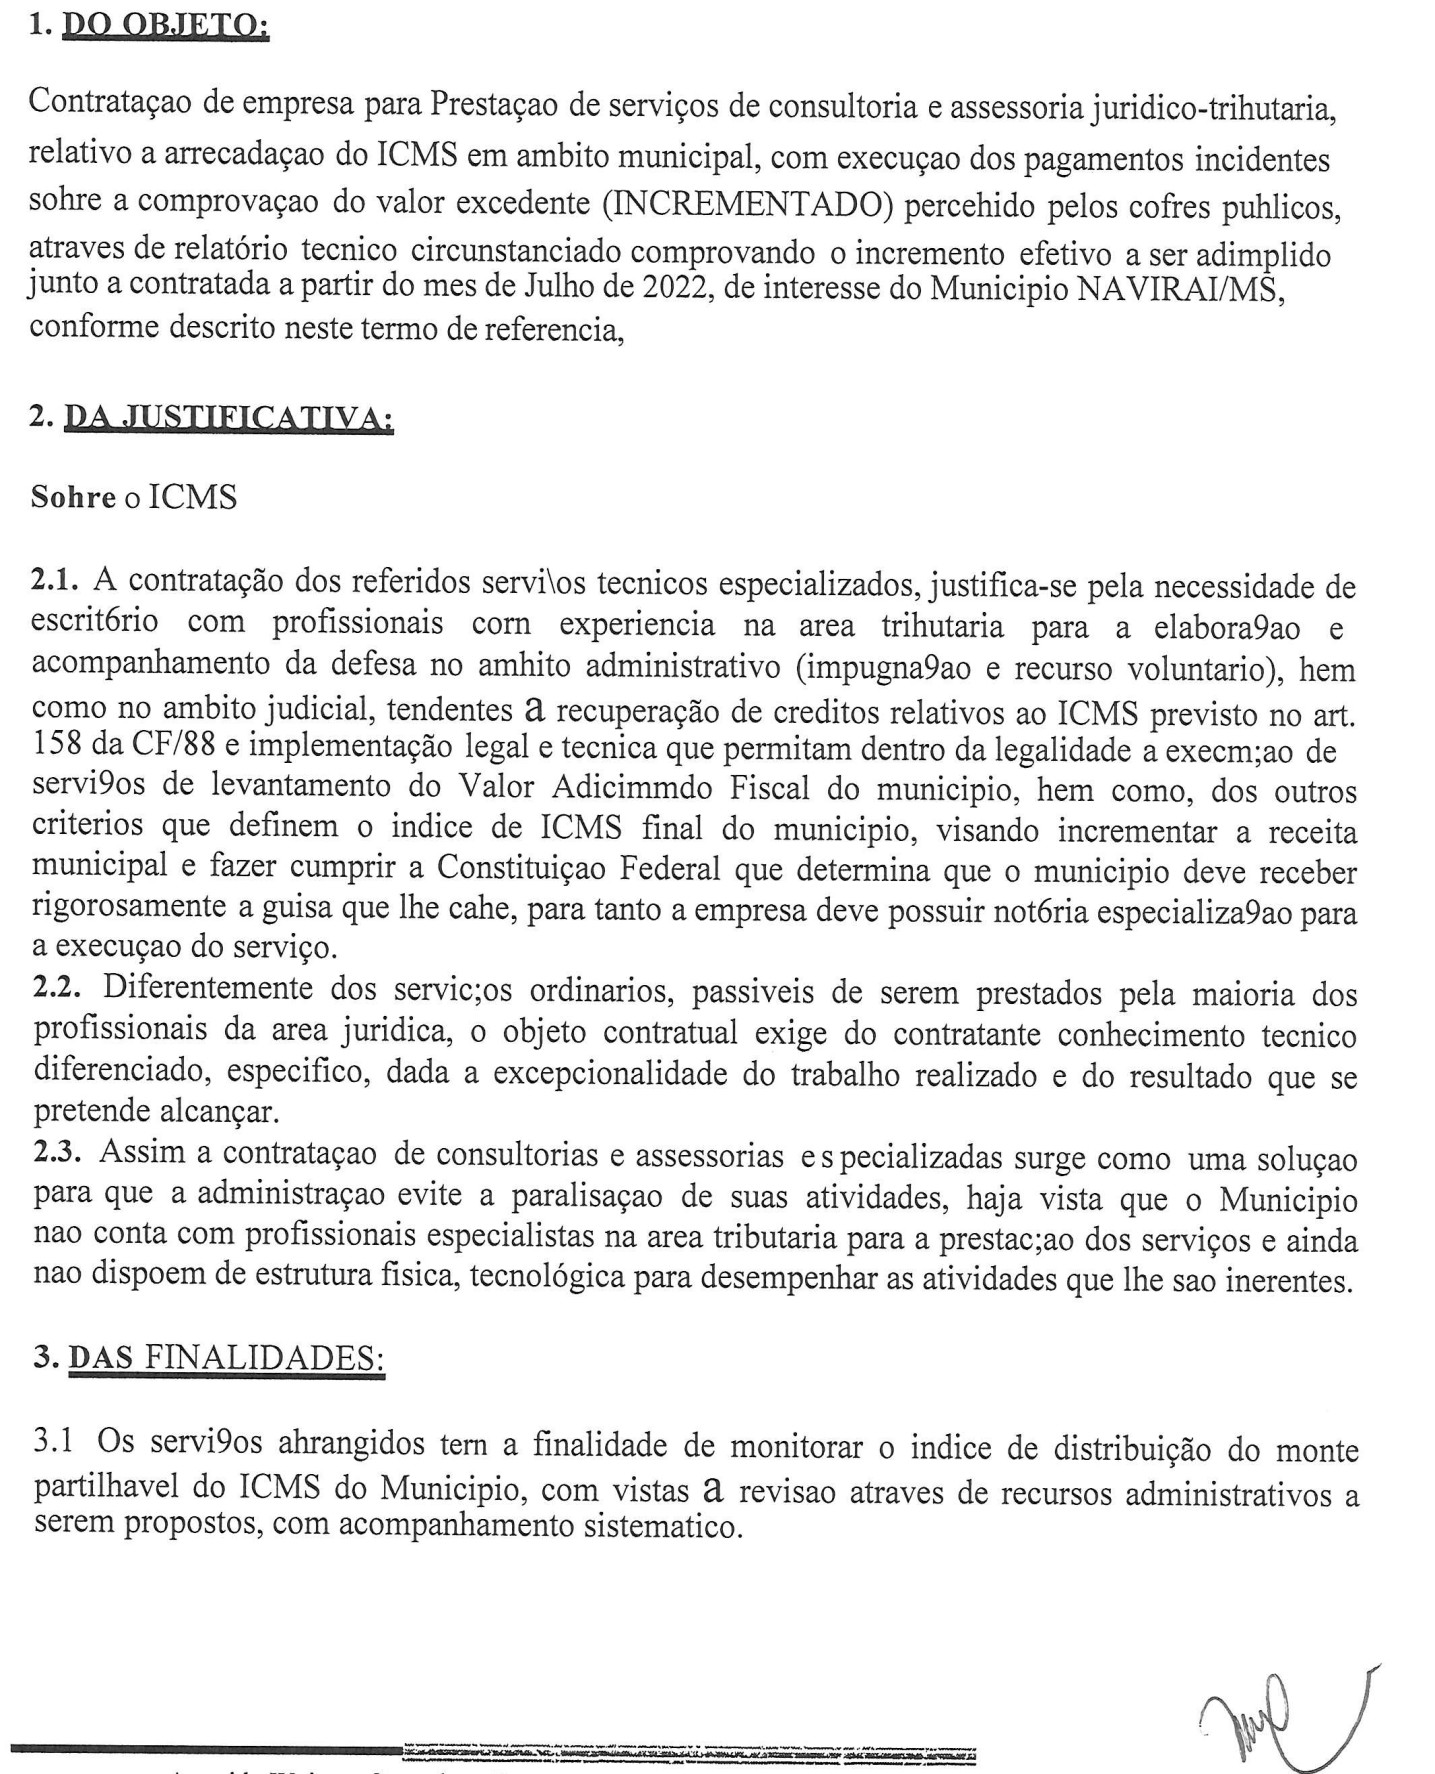 1. DO OBJETO:
Contrataçao de empresa para Prestaçao de serviços de consultoria e assessoria juridico-trihutaria,
relativo a arrecadaçao do ICMS em ambito municipal, com execuçao dos pagamentos incidentes
sohre a comprovaçao do valor excedente (INCREMENTADO) percehido pelos cofres puhlicos,
atraves de relatório tecnico circunstanciado comprovando o incremento efetivo a ser adimplido
junto a contratada a partir do mes de Julho de 2022, de interesse do Municipio NAVIRAI/MS,
conforme descrito neste termo de referencia,
2. DA JUSTIFICATIVA:
Sohre o ICMS
2.1. A contratação dos referidos servi\os tecnicos especializados, justifica-se pela necessidade de
escrit6rio com profissionais corn experiencia na area trihutaria para a elabora9ao e
acompanhamento da defesa no amhito administrativo (impugna9ao e recurso voluntario), hem
como no ambito judicial, tendentes a recuperação de creditos relativos ao ICMS previsto no art.
158 da CF/88 e implementação legal e tecnica que permitam dentro da legalidade a execm;ao de
servi9os de levantamento do Valor Adicimmdo Fiscal do municipio, hem como, dos outros
criterios que definem o indice de ICMS final do municipio, visando incrementar a receita
municipal e fazer cumprir a Constituiçao Federal que determina que o municipio deve receber
rigorosamente a guisa que lhe cahe, para tanto a empresa deve possuir not6ria especializa9ao para
a execuçao do serviço.
2.2. Diferentemente dos servic;os ordinarios, passiveis de serem prestados pela maioria dos
profissionais da area juridica, o objeto contratual exige do contratante conhecimento tecnico
diferenciado, especifico, dada a excepcionalidade do trabalho realizado e do resultado que se
pretende alcançar.
2.3. Assim a contrataçao de consultorias e assessorias es pecializadas surge como uma soluçao
para que a administraçao evite a paralisaçao de suas atividades, haja vista que o Municipio
nao conta com profissionais especialistas na area tributaria para a prestac;ao dos serviços e ainda
nao dispoem de estrutura fisica, tecnológica para desempenhar as atividades que lhe sao inerentes.
3. DAS FINALIDADES:
3.1 Os servi9os ahrangidos tern a finalidade de monitorar o indice de distribuição do monte
partilhavel do ICMS do Municipio, com vistas a revisao atraves de recursos administrativos a
serem propostos, com acompanhamento sistematico.